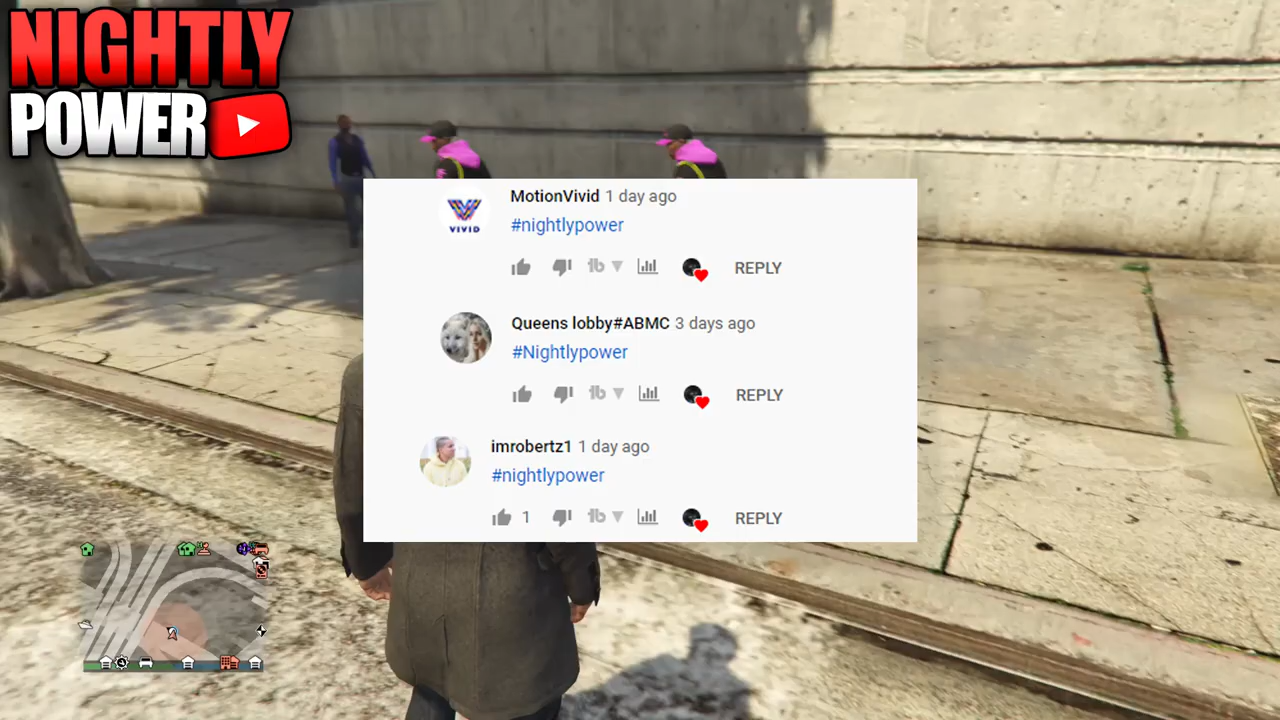 NIGHTLY
POWER
MotionVivid 1 day ago
#nightlypower
VIVID
REPLY
Queens lobby#ABMC 3 days ago
#Nightlypower
REPLY
imrobertz1 1 day ago
#nightlypower
1 REPLY